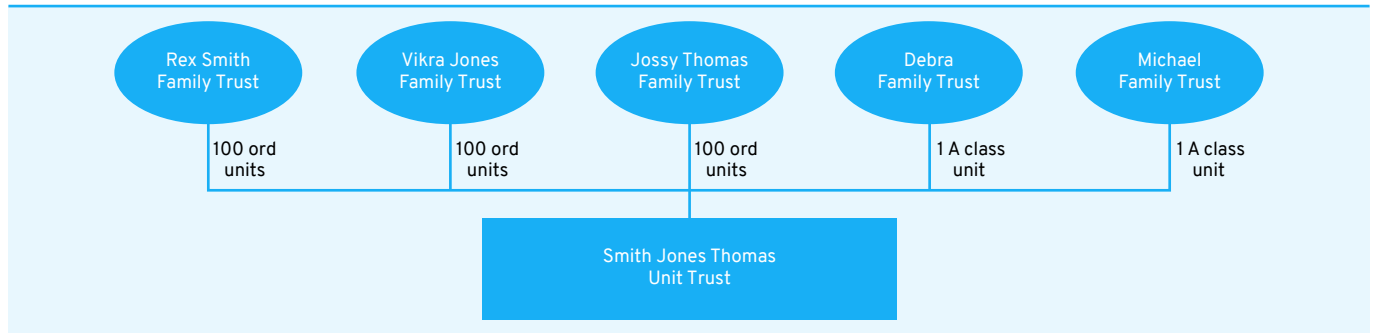 Rex Smith
Family Trust
Vikra Jones
Family Trust
Jossy Thomas
Family Trust
Debra
Family Trust
Michael
Family Trust
100 ord
units
100 ord
units
100 ord
units
1 A class
unit
1 A class
unit
Smith Jones Thomas
Unit Trust